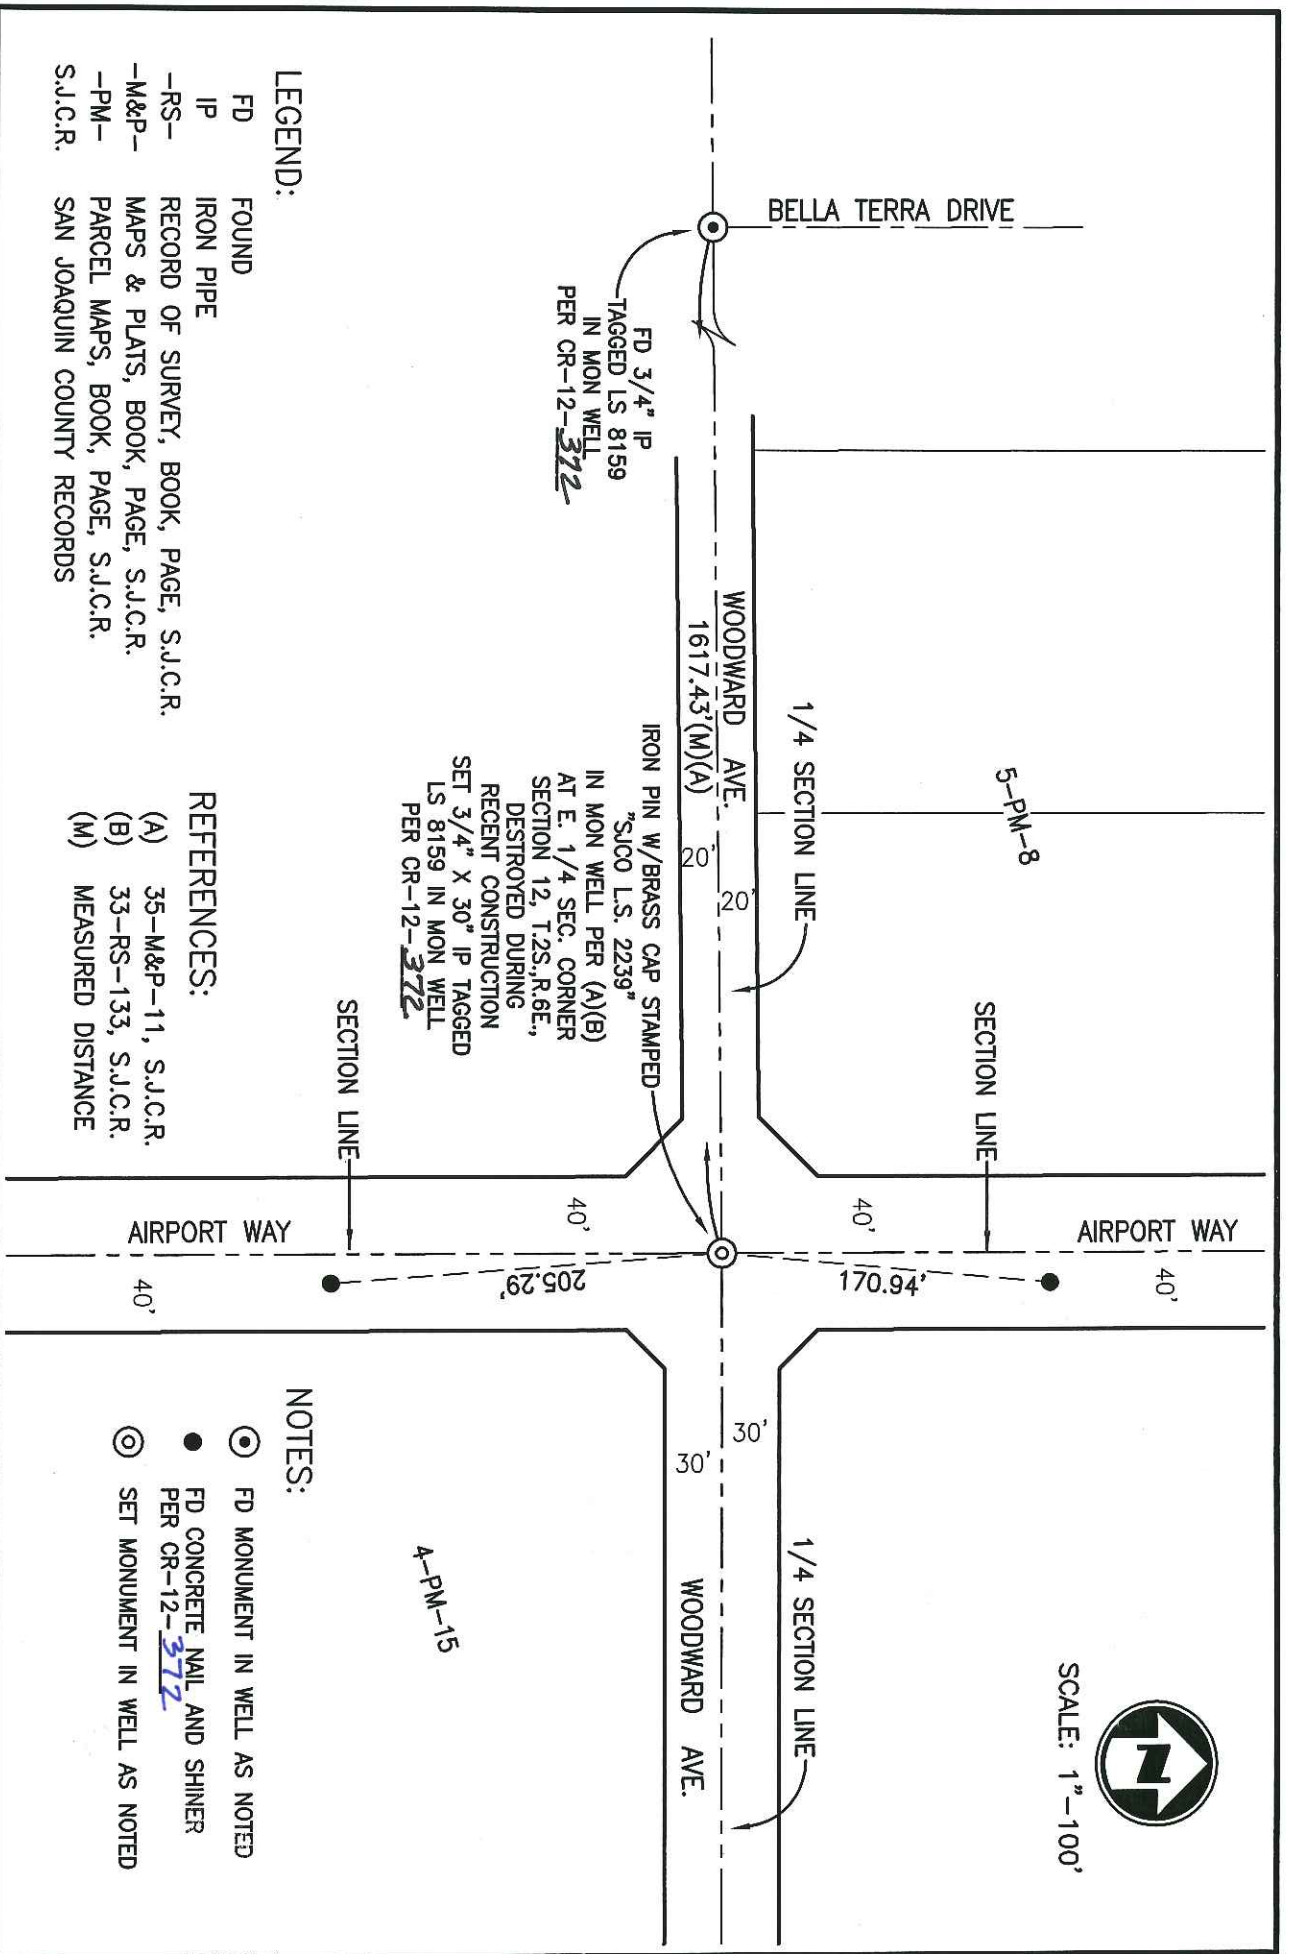 SCALE: 1"-100'
N
BELLA TERRA DRIVE
5-PM-8
SECTION LINE
AIRPORT WAY
40'
40'
170.94'
1/4 SECTION LINE
1/4 SECTION LINE
WOODWARD AVE.
1617.43'(M)(A)
20'
20'
30'
30'
WOODWARD AVE.
FD 3/4" IP
TAGGED LS 8159
IN MON WELL
PER CR-12-372
IRON PIN W/BRASS CAP STAMPED
"SJCO L.S. 2239"
IN MON WELL PER (A)(B)
AT E. 1/4 SEC. CORNER
SECTION 12, T.2S.,R.6E.,
DESTROYED DURING
RECENT CONSTRUCTION
SET 3/4" X 30" IP TAGGED
LS 8159 IN MON WELL
PER CR-12-372
40'
205.29'
4-PM-15
SECTION LINE
AIRPORT WAY
40'
LEGEND:
FD FOUND
IP IRON PIPE
-RS- RECORD OF SURVEY, BOOK, PAGE, S.J.C.R.
-M&P- MAPS & PLATS, BOOK, PAGE, S.J.C.R.
-PM- PARCEL MAPS, BOOK, PAGE, S.J.C.R.
S.J.C.R. SAN JOAQUIN COUNTY RECORDS
REFERENCES:
(A) 35-M&P-11, S.J.C.R.
(B) 33-RS-133, S.J.C.R.
(M) MEASURED DISTANCE
NOTES:
FD MONUMENT IN WELL AS NOTED
FD CONCRETE NAIL AND SHINER
PER CR-12-372
SET MONUMENT IN WELL AS NOTED